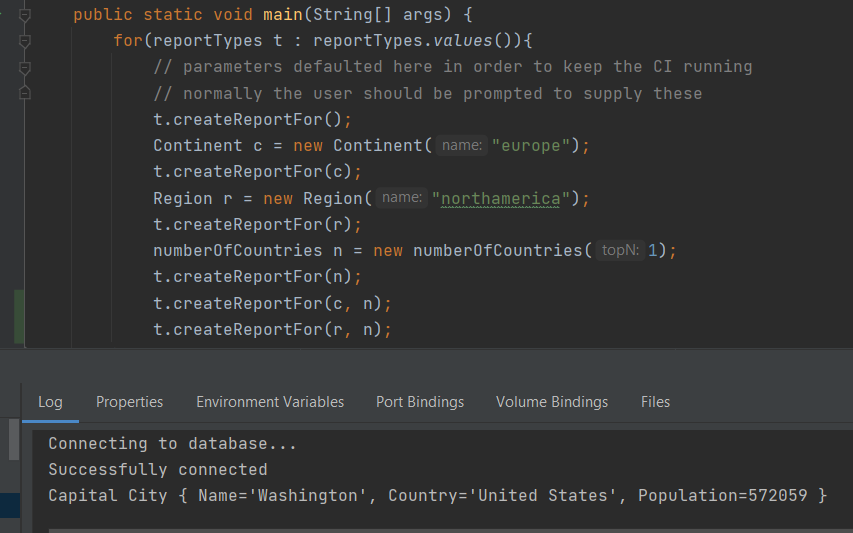 public static void main(String[] args) {
for(reportTypes t : reportTypes.values()){
// parameters defaulted here in order to keep the CI running
// normally the user should be prompted to supply these
t.createReportFor();
Continent c = new Continent( name: "europe");
t.createReportFor(c);
Region r = new Region( name: "northamerica");
t.createReportFor(r);
numberOfCountries n = new numberOfCountries( topN: 1);
t.createReportFor(n);
t.createReportFor(c, n);
t.createReportFor(r, n);
Log Properties Environment Variables Port Bindings Volume Bindings Files
Connecting to database...
Successfully connected
Capital City { Name='Washington', Country='United States', Population=572059 }